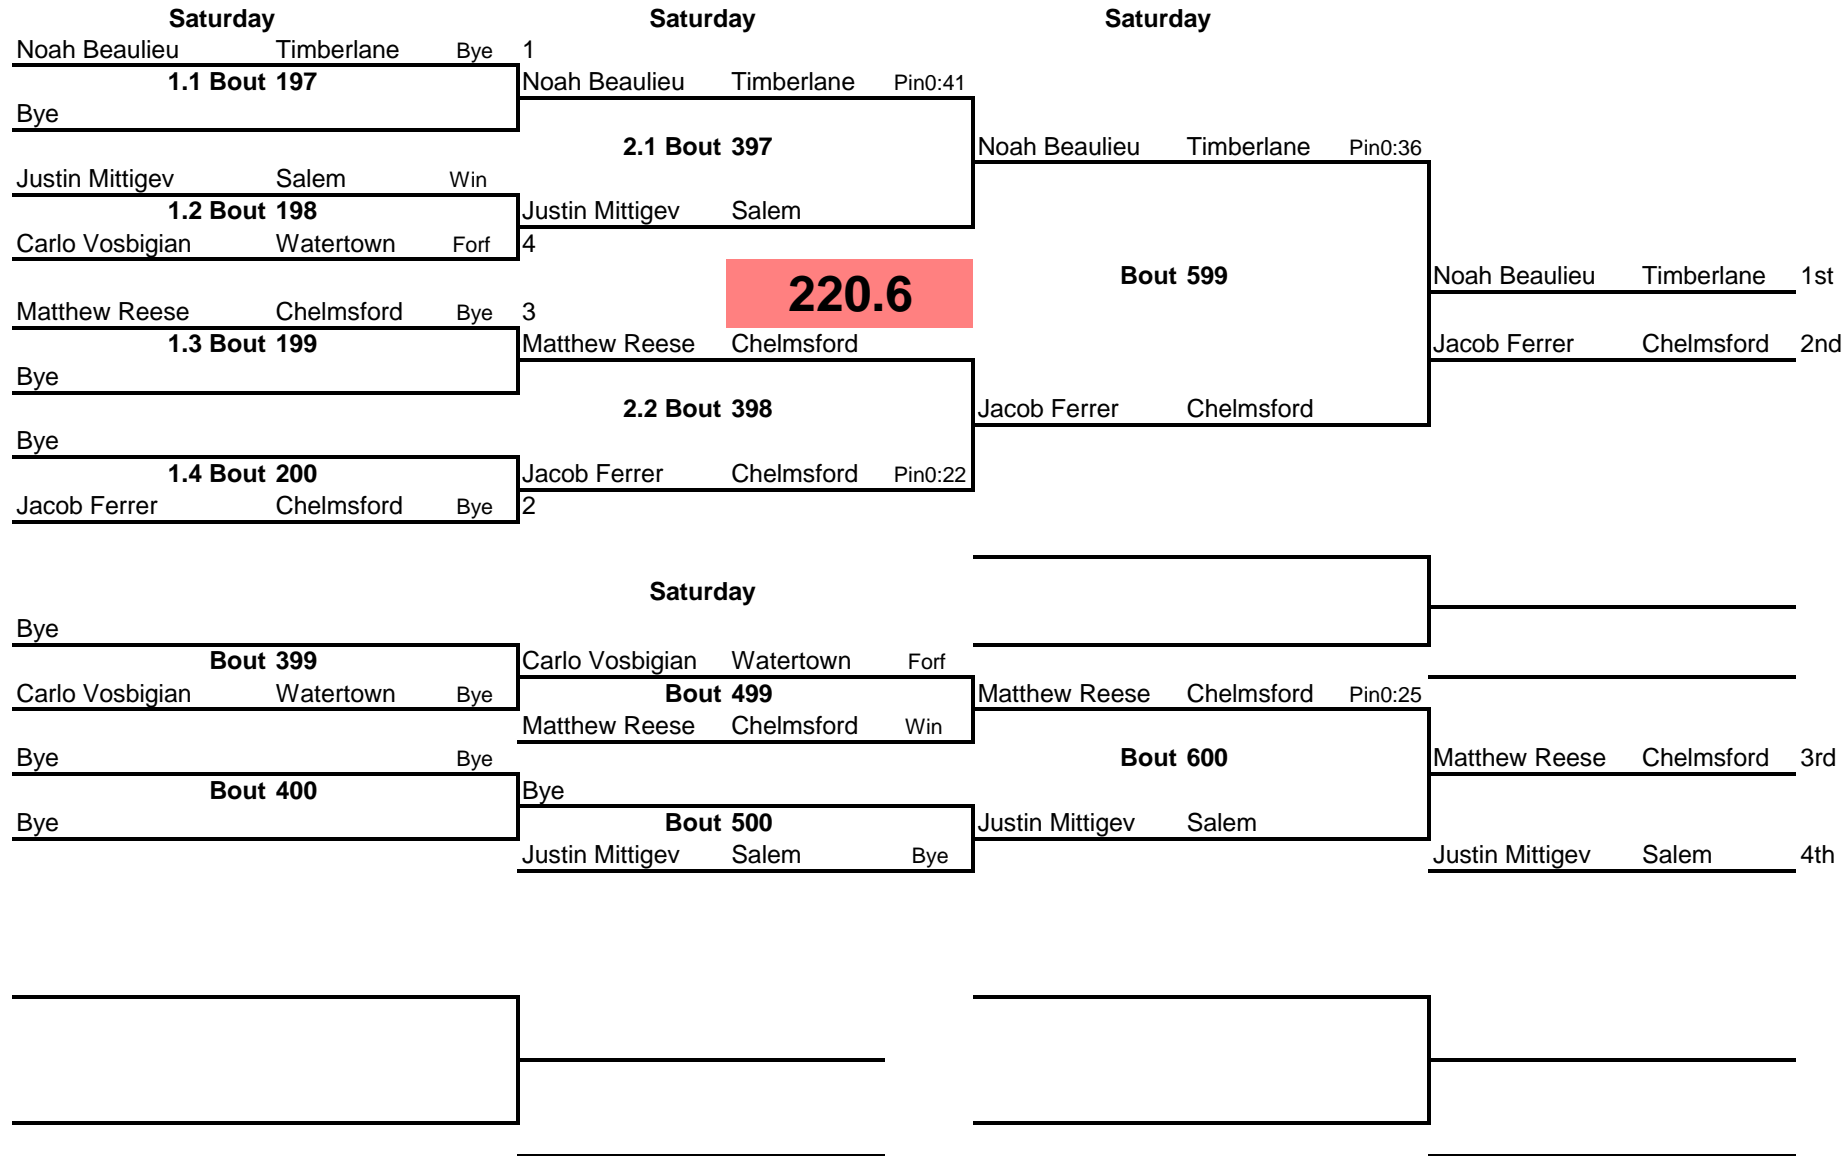 Saturday Saturday Saturday
Noah Beaulieu Timberlane Bye 1
1.1 Bout 197 Noah Beaulieu Timberlane Pin0:41
Bye
2.1 Bout 397 Noah Beaulieu Timberlane Pin0:36
Justin Mittigev Salem Win
1.2 Bout 198 Justin Mittigev Salem
Carlo Vosbigian Watertown Forf 4
220.6 Bout 599 Noah Beaulieu Timberlane 1st
Matthew Reese Chelmsford Bye 3
1.3 Bout 199 Matthew Reese Chelmsford Jacob Ferrer Chelmsford 2nd
Bye
2.2 Bout 398 Jacob Ferrer Chelmsford
Bye
1.4 Bout 200 Jacob Ferrer Chelmsford Pin0:22
Jacob Ferrer Chelmsford Bye 2
Saturday
Bye
Bout 399 Carlo Vosbigian Watertown Forf
Carlo Vosbigian Watertown Bye Bout 499 Matthew Reese Chelmsford Pin0:25
Matthew Reese Chelmsford Win
Bye Bye Bout 600 Matthew Reese Chelmsford 3rd
Bout 400 Bye
Bye Bout 500 Justin Mittigev Salem
Justin Mittigev Salem Bye Justin Mittigev Salem 4th